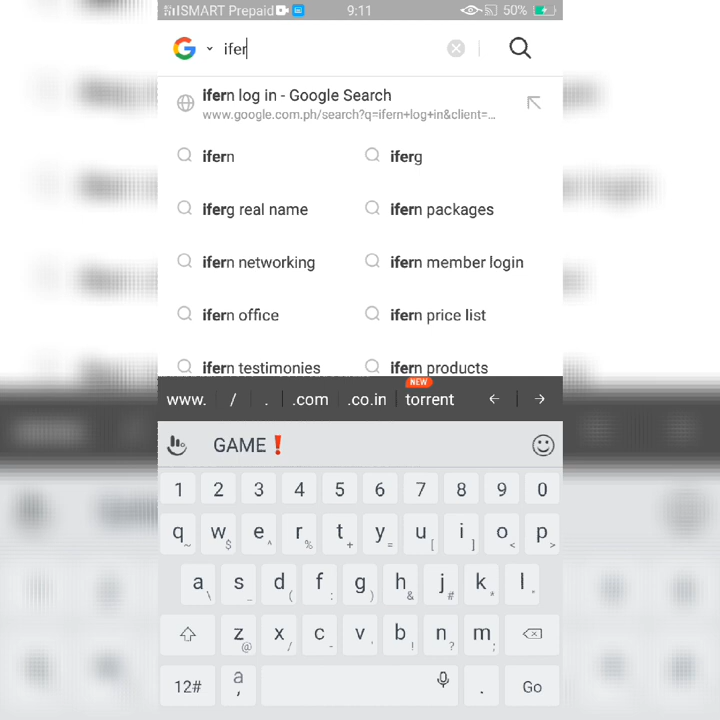 SMART Prepaid 9:11 50%
ifer
ifern log in - Google Search
www.google.com.ph/search?q=ifern+log+in&client=...
ifern iferg
iferg real name ifern packages
ifern networking ifern member login
ifern office ifern price list
ifern testimonies ifern products
NEW
www. / . .com .co.in torrent ← →
GAME❗
1 2 3 4 5 6 7 8 9 0
q w e r t y u i o p
~ $ ^ % + = [ ] < >
a s d f g h j k l
\ _ ( : ) & # * "
z x c v b n m
@ / - ' ! ? ;
12# a , . Go